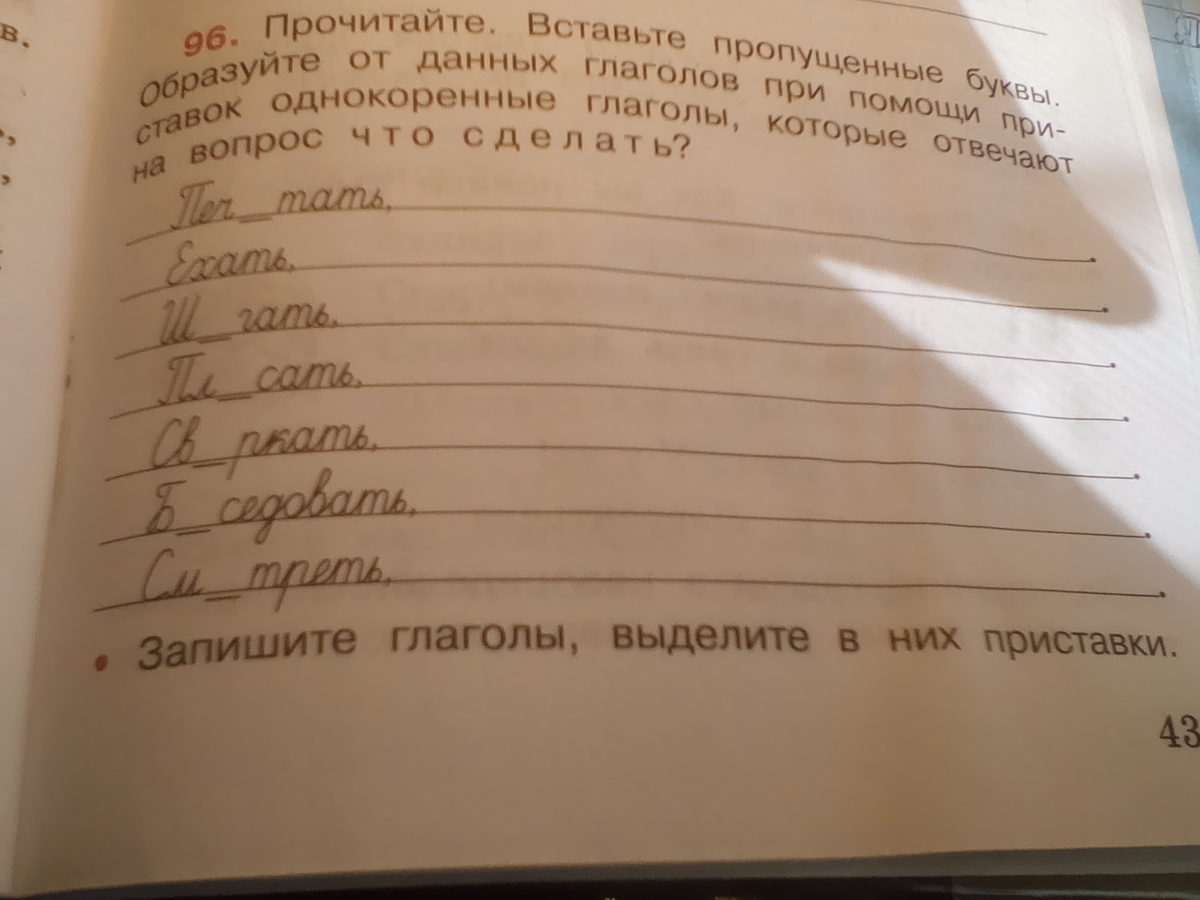 96. Прочитайте. Вставьте пропущенные буквы.
Образуйте от данных глаголов при помощи при-
ставок однокоренные глаголы, которые отвечают
на вопрос что сделать?
Печ_тать,
Ехать,
Ш_гать,
Пл_сать,
Св_ркать,
Б_седовать,
См_треть,
• Запишите глаголы, выделите в них приставки.
43